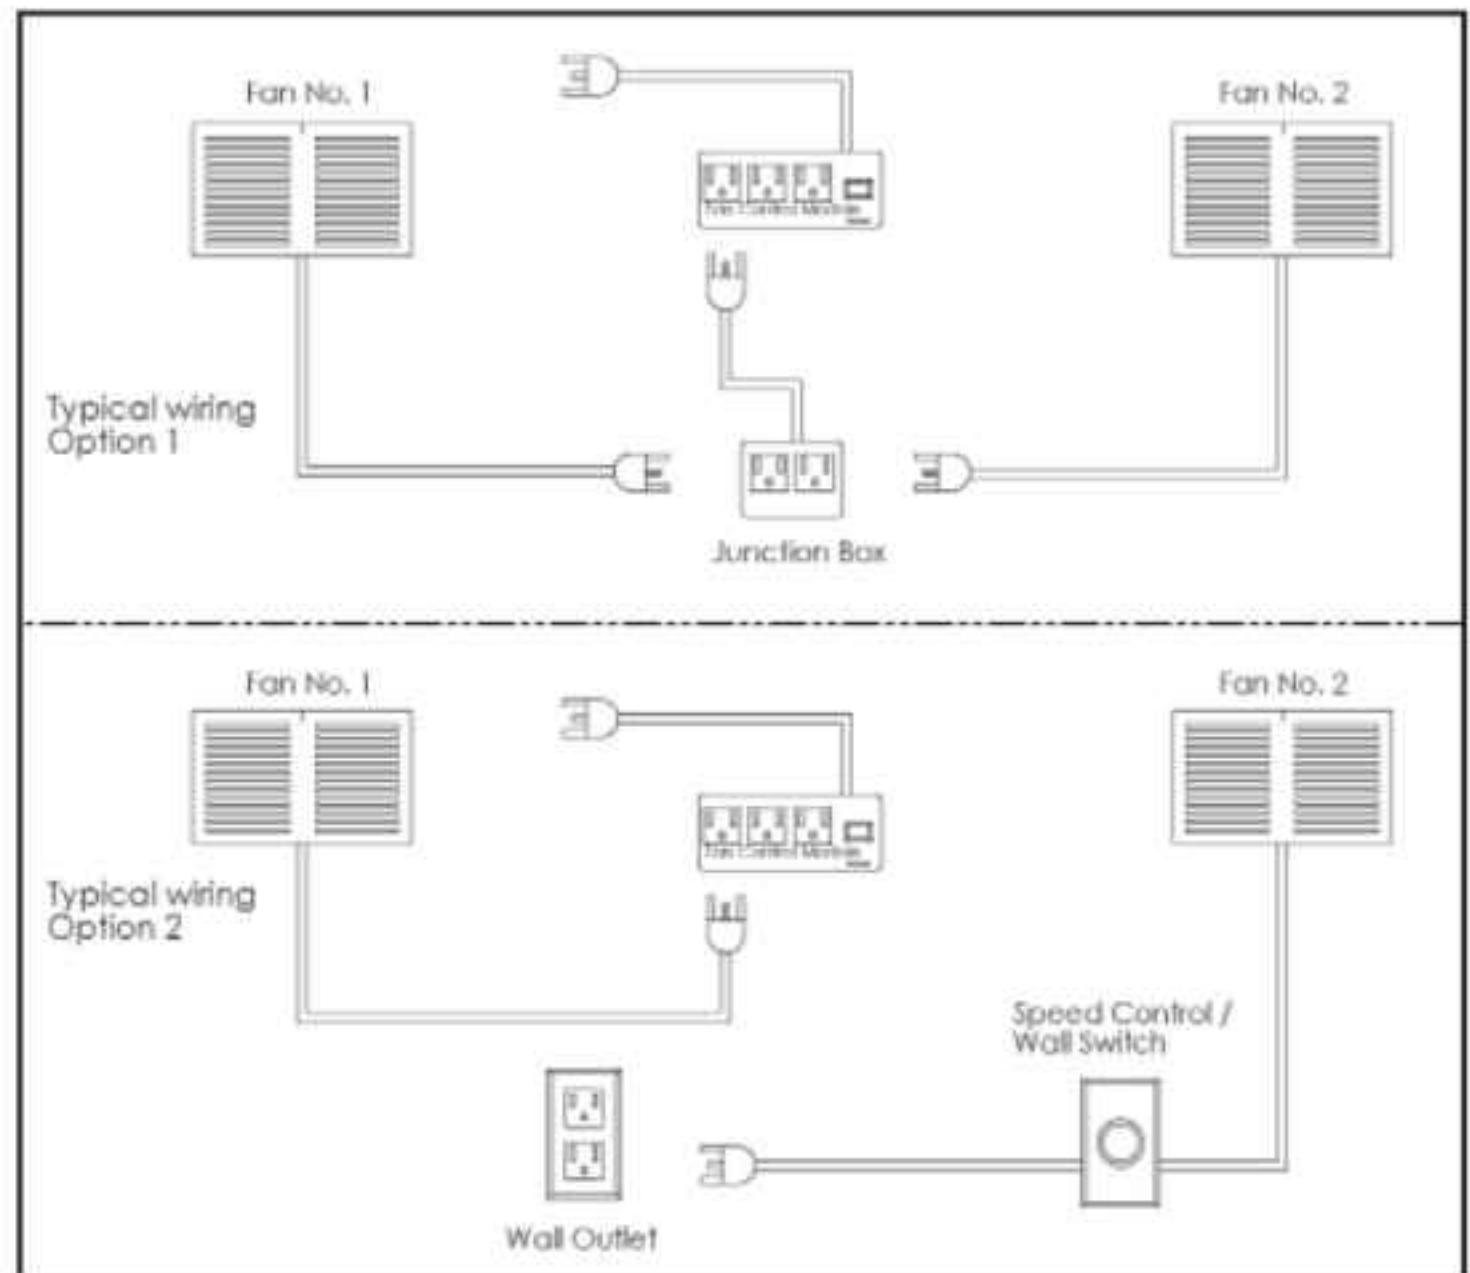 Fan No. 1
Fan No. 2
Typical wiring
Option 1
Junction Box
Fan No. 1
Fan No. 2
Typical wiring
Option 2
Speed Control /
Wall Switch
Wall Outlet